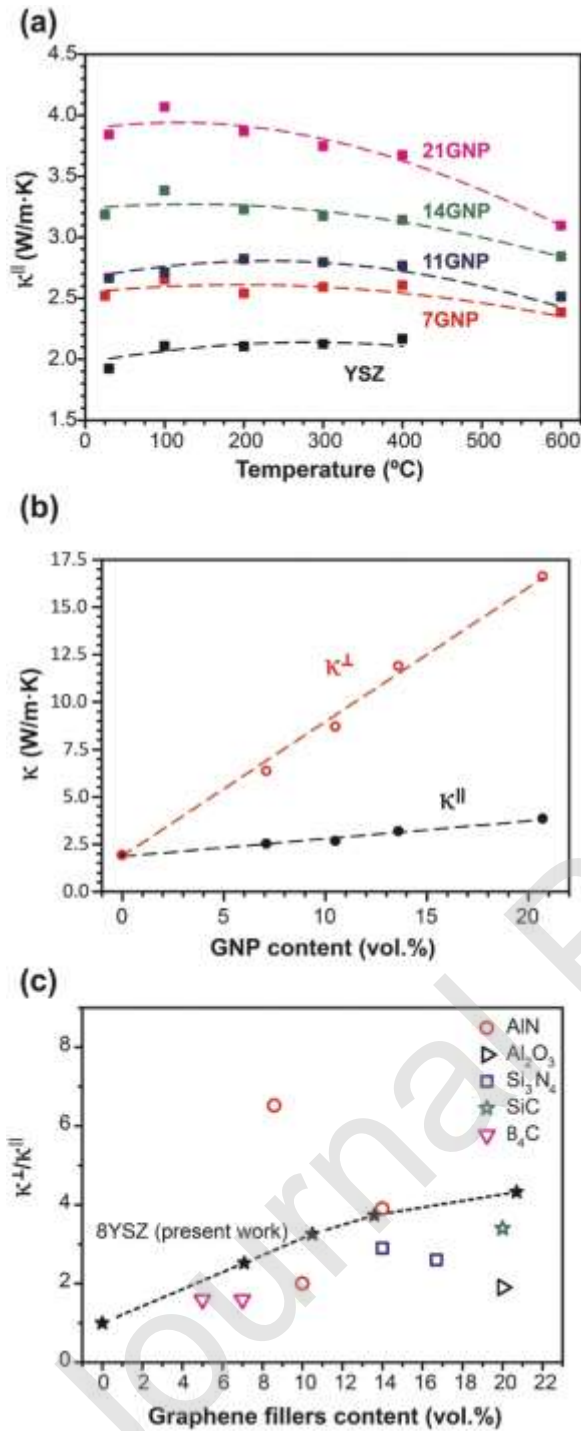 (a)
4.5
4.0
3.5
3.0
2.5
2.0
1.5
κ|| (W/m·K)
21GNP
14GNP
11GNP
7GNP
YSZ
0 100 200 300 400 500 600
Temperature (ºC)
(b)
17.5
15.0
12.5
10.0
7.5
5.0
2.5
0.0
κ (W/m·K)
κ⊥
κ||
0 5 10 15 20
GNP content (vol.%)
(c)
8
6
4
2
0
κ⊥/κ||
AlN
Al₂O₃
Si₃N₄
SiC
B₄C
8YSZ (present work)
0 2 4 6 8 10 12 14 16 18 20 22
Graphene fillers content (vol.%)
Journal